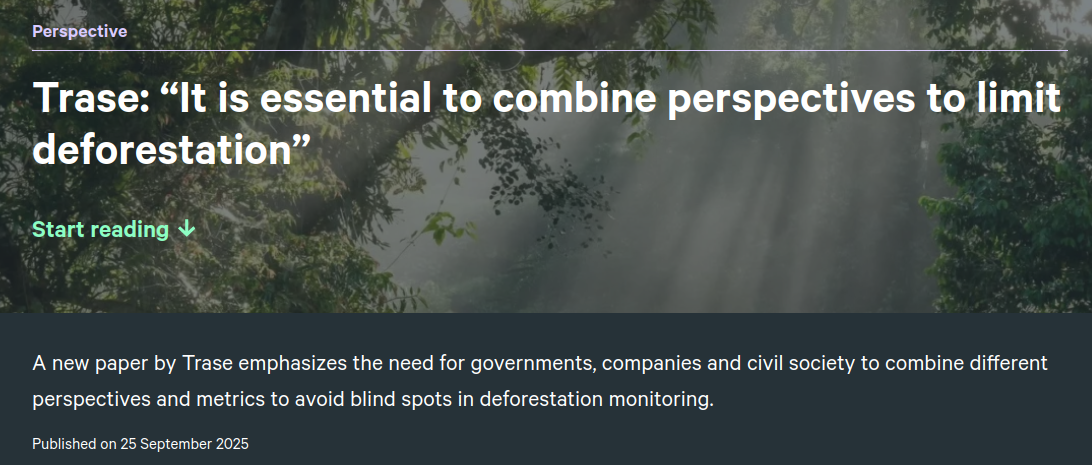 Perspective
Trase: “It is essential to combine perspectives to limit
deforestation”
Start reading ↓
A new paper by Trase emphasizes the need for governments, companies and civil society to combine different
perspectives and metrics to avoid blind spots in deforestation monitoring.
Published on 25 September 2025